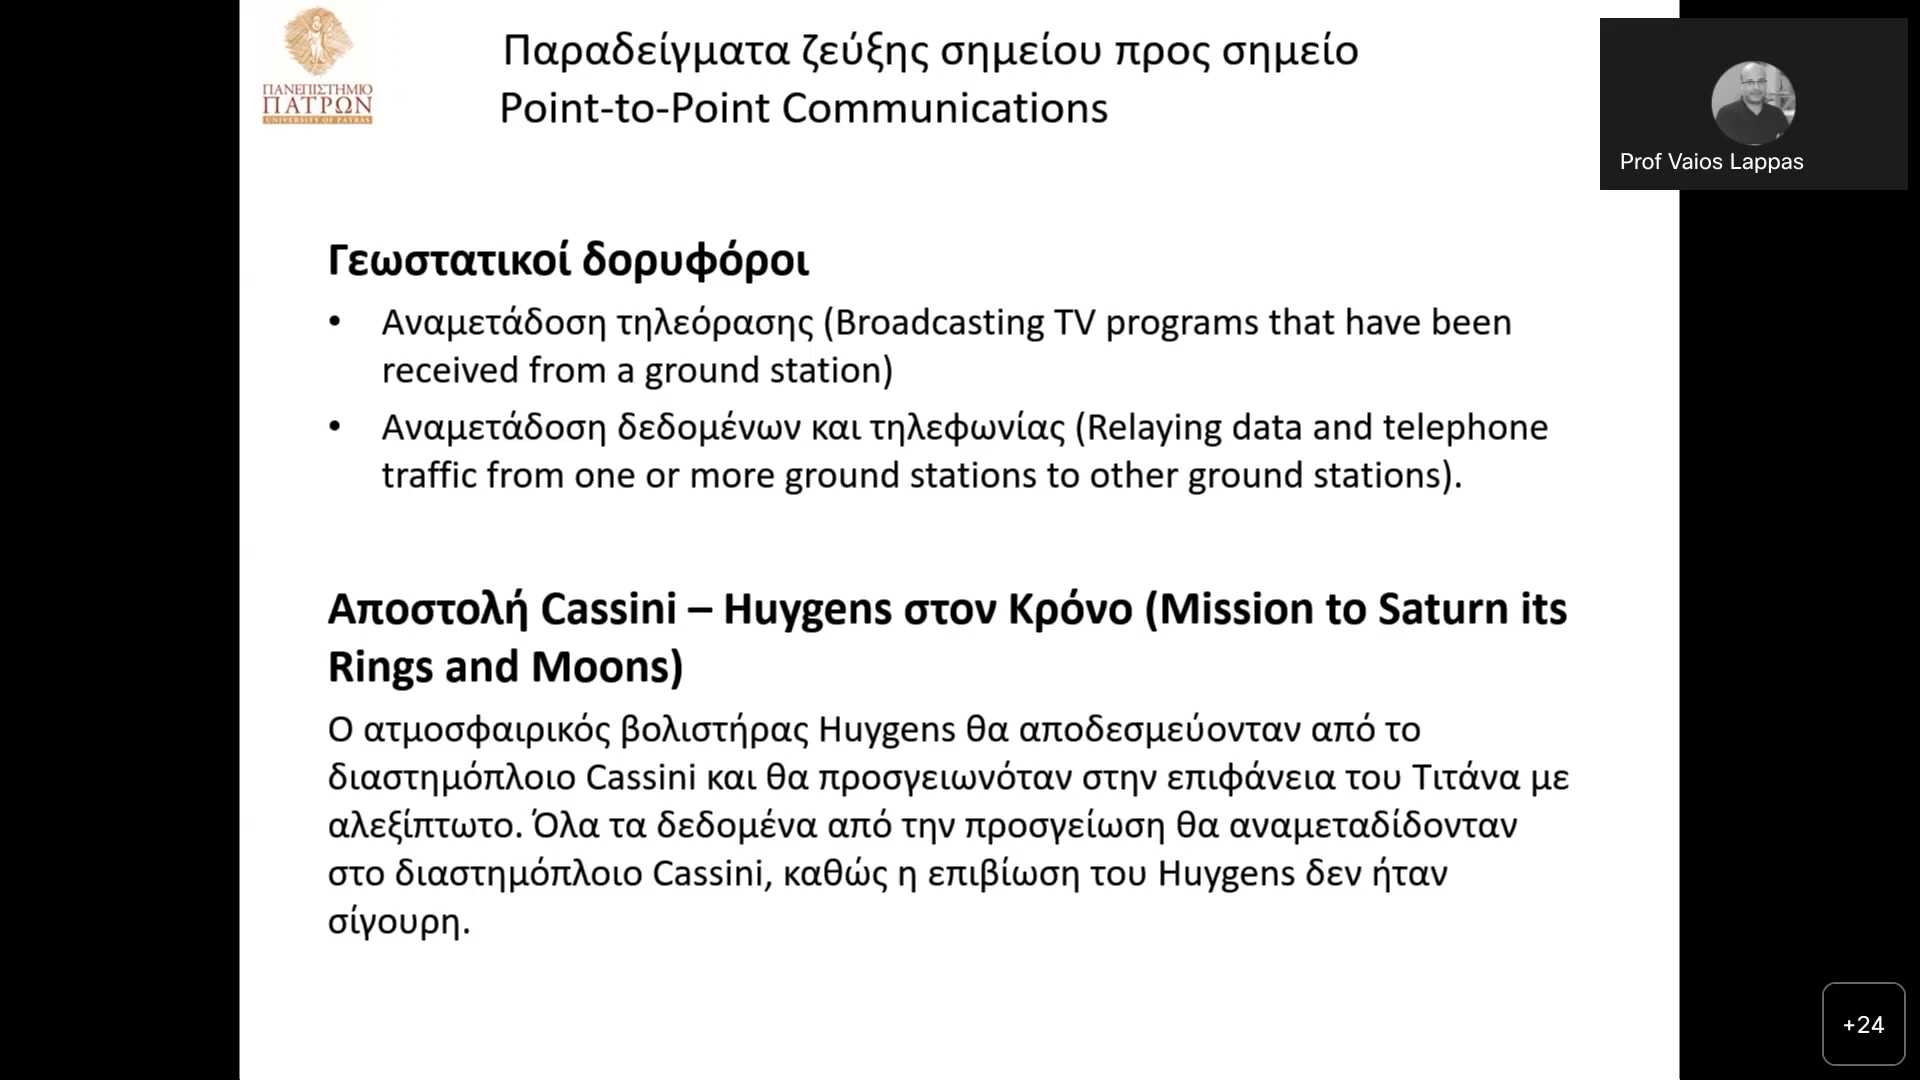 ΠΑΝΕΠΙΣΤΗΜΙΟ
ΠΑΤΡΩΝ
UNIVERSITY OF PATRAS
Παραδείγματα ζεύξης σημείου προς σημείο
Point-to-Point Communications
Prof Vaios Lappas
Γεωστατικοί δορυφόροι
• Αναμετάδοση τηλεόρασης (Broadcasting TV programs that have been
received from a ground station)
• Αναμετάδοση δεδομένων και τηλεφωνίας (Relaying data and telephone
traffic from one or more ground stations to other ground stations).
Αποστολή Cassini – Huygens στον Κρόνο (Mission to Saturn its
Rings and Moons)
Ο ατμοσφαιρικός βολιστήρας Huygens θα αποδεσμεύονταν από το
διαστημόπλοιο Cassini και θα προσγειωνόταν στην επιφάνεια του Τιτάνα με
αλεξίπτωτο. Όλα τα δεδομένα από την προσγείωση θα αναμεταδίδονταν
στο διαστημόπλοιο Cassini, καθώς η επιβίωση του Huygens δεν ήταν
σίγουρη.
+24